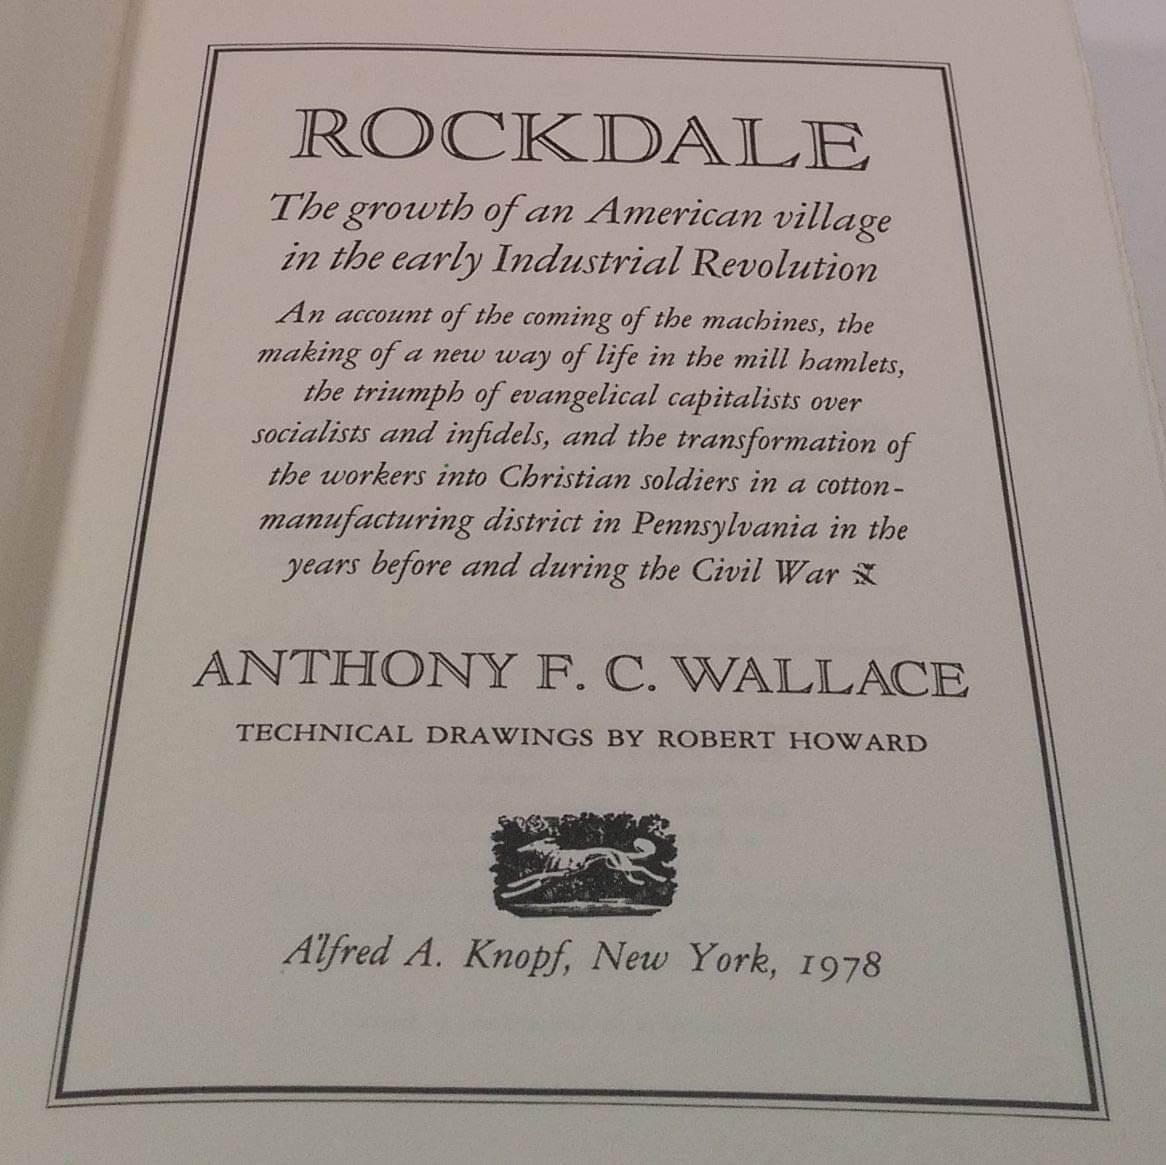 ROCKDALE
The growth of an American village
in the early Industrial Revolution
An account of the coming of the machines, the
making of a new way of life in the mill hamlets,
the triumph of evangelical capitalists over
socialists and infidels, and the transformation of
the workers into Christian soldiers in a cotton-
manufacturing district in Pennsylvania in the
years before and during the Civil War
ANTHONY F. C. WALLACE
TECHNICAL DRAWINGS BY ROBERT HOWARD
Alfred A. Knopf, New York, 1978